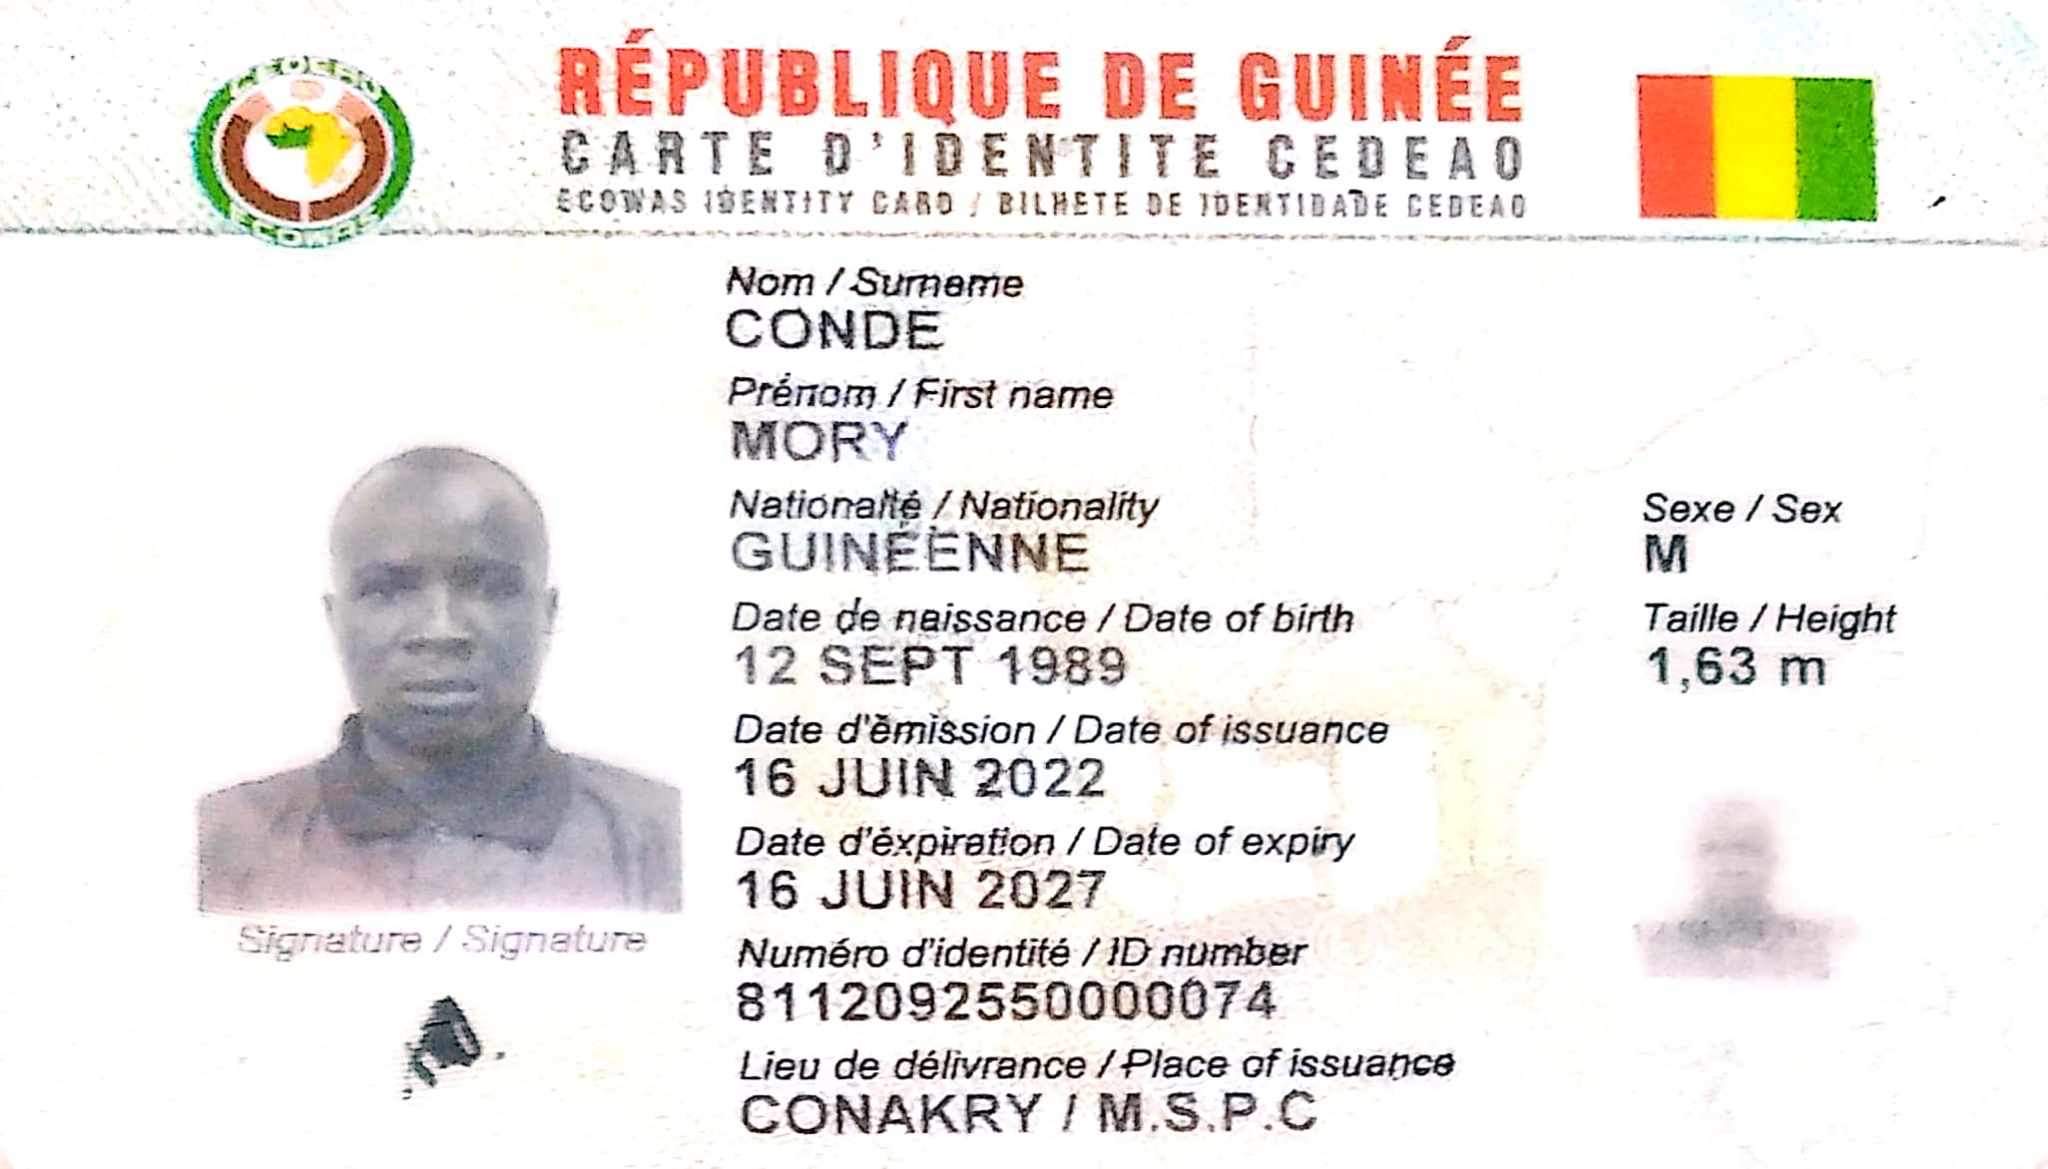 CEDEAO
ECOWAS
RÉPUBLIQUE DE GUINÉE
CARTE D'IDENTITE CEDEAO
ECOWAS IDENTITY CARD / BILHETE DE IDENTIDADE CEDEAO
Nom / Surname
CONDE
Prénom / First name
MORY
Nationalité / Nationality
GUINÉENNE
Sexe / Sex
M
Date de naissance / Date of birth
12 SEPT 1989
Taille / Height
1,63 m
Date d'émission / Date of issuance
16 JUIN 2022
Date d'éxpiration / Date of expiry
16 JUIN 2027
Signature / Signature
Numéro d'identité / ID number
8112092550000074
Lieu de délivrance / Place of issuance
CONAKRY / M.S.P.C